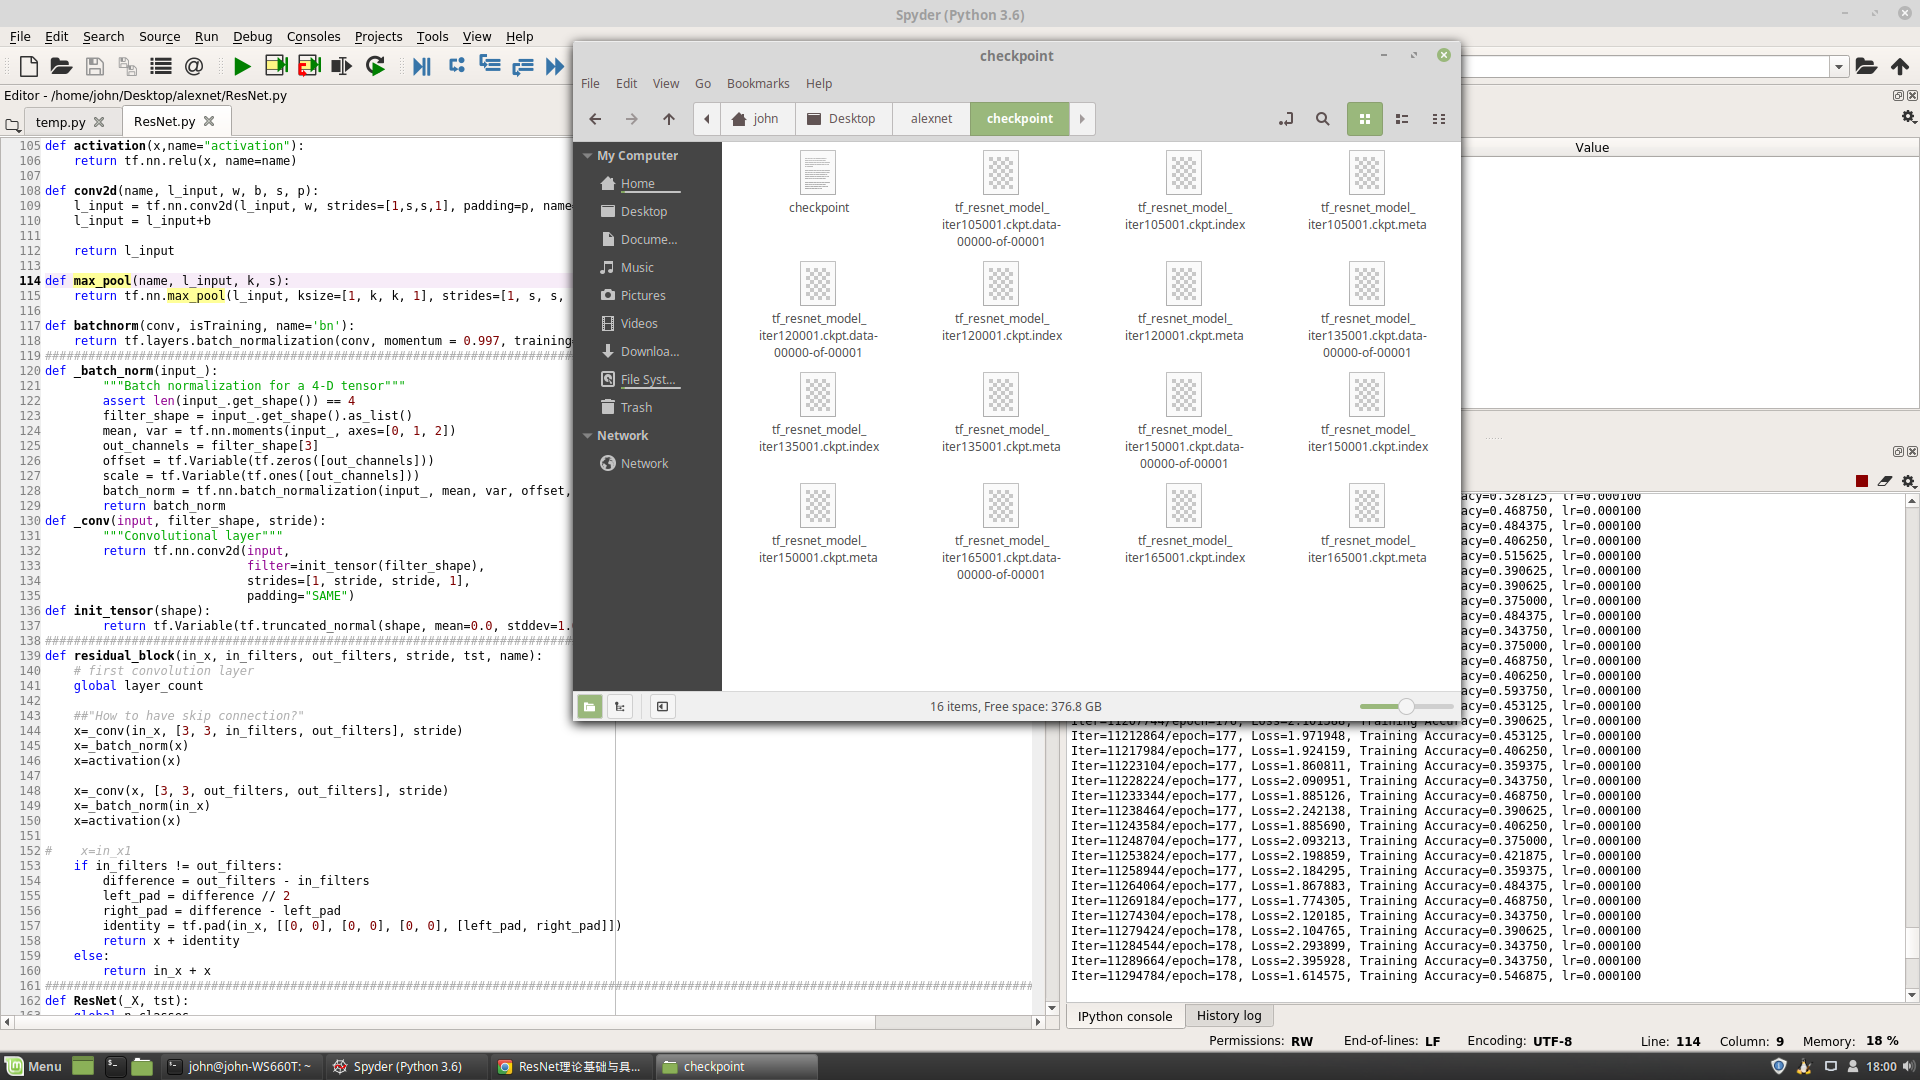 Spyder (Python 3.6)
File Edit Search Source Run Debug Consoles Projects Tools View Help
Editor - /home/john/Desktop/alexnet/ResNet.py
temp.py ResNet.py
105 def activation(x,name="activation"):
106 return tf.nn.relu(x, name=name)
107
108 def conv2d(name, l_input, w, b, s, p):
109 l_input = tf.nn.conv2d(l_input, w, strides=[1,s,s,1], padding=p, name=
110 l_input = l_input+b
111
112 return l_input
113
114 def max_pool(name, l_input, k, s):
115 return tf.nn.max_pool(l_input, ksize=[1, k, k, 1], strides=[1, s, s,
116
117 def batchnorm(conv, isTraining, name='bn'):
118 return tf.layers.batch_normalization(conv, momentum = 0.997, training=
119 ##########################################################################
120 def _batch_norm(input_):
121 """Batch normalization for a 4-D tensor"""
122 assert len(input_.get_shape()) == 4
123 filter_shape = input_.get_shape().as_list()
124 mean, var = tf.nn.moments(input_, axes=[0, 1, 2])
125 out_channels = filter_shape[3]
126 offset = tf.Variable(tf.zeros([out_channels]))
127 scale = tf.Variable(tf.ones([out_channels]))
128 batch_norm = tf.nn.batch_normalization(input_, mean, var, offset,
129 return batch_norm
130 def _conv(input, filter_shape, stride):
131 """Convolutional layer"""
132 return tf.nn.conv2d(input,
133 filter=init_tensor(filter_shape),
134 strides=[1, stride, stride, 1],
135 padding="SAME")
136 def init_tensor(shape):
137 return tf.Variable(tf.truncated_normal(shape, mean=0.0, stddev=1.
138 ##########################################################################
139 def residual_block(in_x, in_filters, out_filters, stride, tst, name):
140 # first convolution layer
141 global layer_count
142
143 ##"How to have skip connection?"
144 x=_conv(in_x, [3, 3, in_filters, out_filters], stride)
145 x=_batch_norm(x)
146 x=activation(x)
147
148 x=_conv(x, [3, 3, out_filters, out_filters], stride)
149 x=_batch_norm(in_x)
150 x=activation(x)
151
152 # x=in_x1
153 if in_filters != out_filters:
154 difference = out_filters - in_filters
155 left_pad = difference // 2
156 right_pad = difference - left_pad
157 identity = tf.pad(in_x, [[0, 0], [0, 0], [0, 0], [left_pad, right_pad]])
158 return x + identity
159 else:
160 return in_x + x
161 ##########################################################################
162 def ResNet(_X, tst):
checkpoint
File Edit View Go Bookmarks Help
john Desktop alexnet checkpoint
My Computer
Home
Desktop
Docume...
Music
Pictures
Videos
Downloa...
File Syst...
Trash
Network
Network
checkpoint
tf_resnet_model_
iter105001.ckpt.data-
00000-of-00001
tf_resnet_model_
iter105001.ckpt.index
tf_resnet_model_
iter105001.ckpt.meta
tf_resnet_model_
iter120001.ckpt.data-
00000-of-00001
tf_resnet_model_
iter120001.ckpt.index
tf_resnet_model_
iter120001.ckpt.meta
tf_resnet_model_
iter135001.ckpt.data-
00000-of-00001
tf_resnet_model_
iter135001.ckpt.index
tf_resnet_model_
iter135001.ckpt.meta
tf_resnet_model_
iter150001.ckpt.data-
00000-of-00001
tf_resnet_model_
iter150001.ckpt.index
tf_resnet_model_
iter150001.ckpt.meta
tf_resnet_model_
iter165001.ckpt.data-
00000-of-00001
tf_resnet_model_
iter165001.ckpt.index
tf_resnet_model_
iter165001.ckpt.meta
16 items, Free space: 376.8 GB
Value
acy=0.328125, lr=0.000100
acy=0.468750, lr=0.000100
acy=0.484375, lr=0.000100
acy=0.406250, lr=0.000100
acy=0.515625, lr=0.000100
acy=0.390625, lr=0.000100
acy=0.390625, lr=0.000100
acy=0.375000, lr=0.000100
acy=0.484375, lr=0.000100
acy=0.343750, lr=0.000100
acy=0.375000, lr=0.000100
acy=0.468750, lr=0.000100
acy=0.406250, lr=0.000100
acy=0.593750, lr=0.000100
acy=0.453125, lr=0.000100
acy=0.390625, lr=0.000100
Iter=11212864/epoch=177, Loss=1.971948, Training Accuracy=0.453125, lr=0.000100
Iter=11217984/epoch=177, Loss=1.924159, Training Accuracy=0.406250, lr=0.000100
Iter=11223104/epoch=177, Loss=1.860811, Training Accuracy=0.359375, lr=0.000100
Iter=11228224/epoch=177, Loss=2.090951, Training Accuracy=0.343750, lr=0.000100
Iter=11233344/epoch=177, Loss=1.885126, Training Accuracy=0.468750, lr=0.000100
Iter=11238464/epoch=177, Loss=2.242138, Training Accuracy=0.390625, lr=0.000100
Iter=11243584/epoch=177, Loss=1.885690, Training Accuracy=0.406250, lr=0.000100
Iter=11248704/epoch=177, Loss=2.093213, Training Accuracy=0.375000, lr=0.000100
Iter=11253824/epoch=177, Loss=2.198859, Training Accuracy=0.421875, lr=0.000100
Iter=11258944/epoch=177, Loss=2.184295, Training Accuracy=0.359375, lr=0.000100
Iter=11264064/epoch=177, Loss=1.867883, Training Accuracy=0.484375, lr=0.000100
Iter=11269184/epoch=177, Loss=1.774305, Training Accuracy=0.468750, lr=0.000100
Iter=11274304/epoch=178, Loss=2.120185, Training Accuracy=0.343750, lr=0.000100
Iter=11279424/epoch=178, Loss=2.104765, Training Accuracy=0.390625, lr=0.000100
Iter=11284544/epoch=178, Loss=2.293899, Training Accuracy=0.343750, lr=0.000100
Iter=11289664/epoch=178, Loss=2.395928, Training Accuracy=0.343750, lr=0.000100
Iter=11294784/epoch=178, Loss=1.614575, Training Accuracy=0.546875, lr=0.000100
IPython console History log
Permissions: RW End-of-lines: LF Encoding: UTF-8 Line: 114 Column: 9 Memory: 18 %
Menu john@john-WS660T: ~ Spyder (Python 3.6) ResNet理论基础与具... checkpoint 18:00